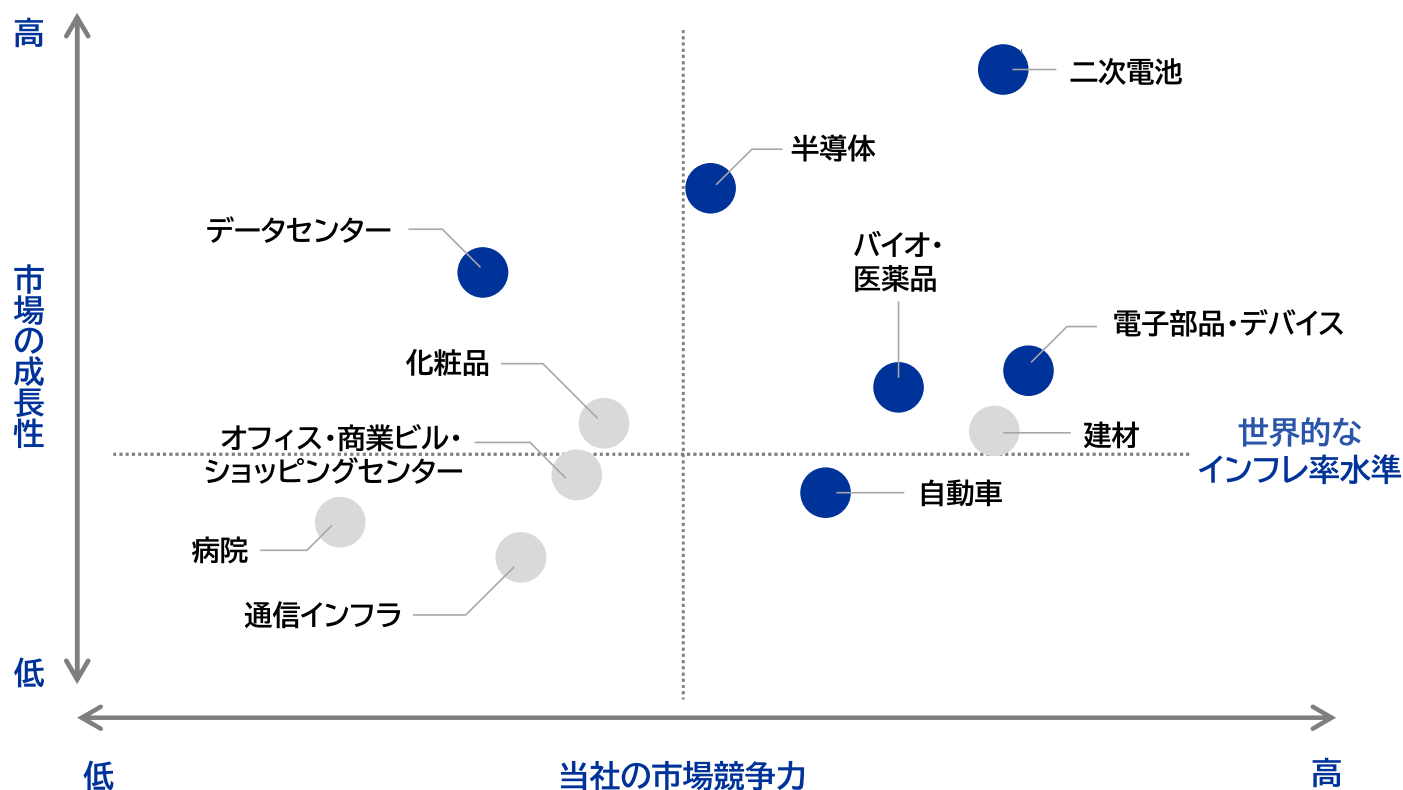 高
二次電池
半導体
データセンター
バイオ・
医薬品
市場の成長性
電子部品・デバイス
化粧品
オフィス・商業ビル・
ショッピングセンター
建材
世界的な
インフレ率水準
自動車
病院
通信インフラ
低
低
当社の市場競争力
高